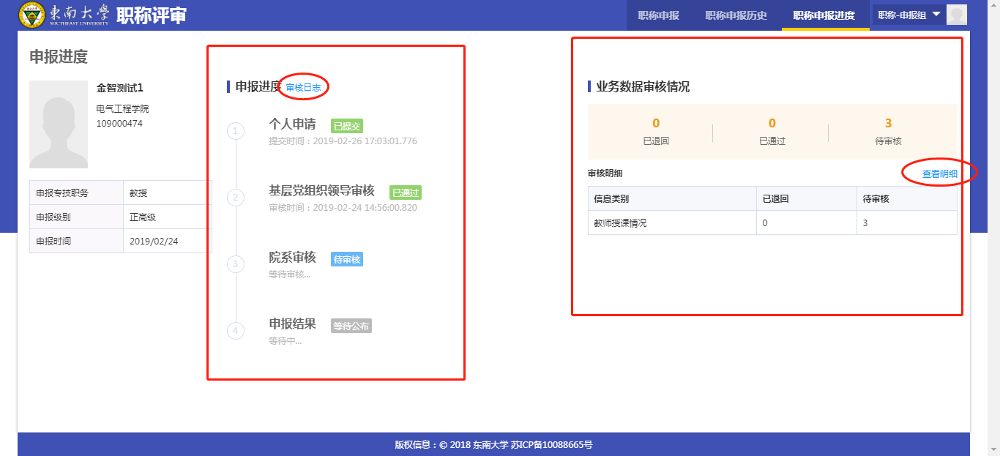 東南大學
SOUTHEAST UNIVERSITY
职称评审
职称申报
职称申报历史
职称申报进度
职称-申报组
申报进度
金智测试1
电气工程学院
109000474
申报专技职务 教授
申报级别 正高级
申报时间 2019/02/24
申报进度 审核日志
1 个人申请 已提交
提交时间：2019-02-26 17:03:01.776
2 基层党组织领导审核 已通过
审核时间：2019-02-24 14:56:00.820
3 院系审核 待审核
等待审核...
4 申报结果 等待公布
等待中...
业务数据审核情况
0 0 3
已退回 已通过 待审核
审核明细 查看明细
信息类别 已退回 待审核
教师授课情况 0 3
版权信息：© 2018 东南大学 苏ICP备10088665号